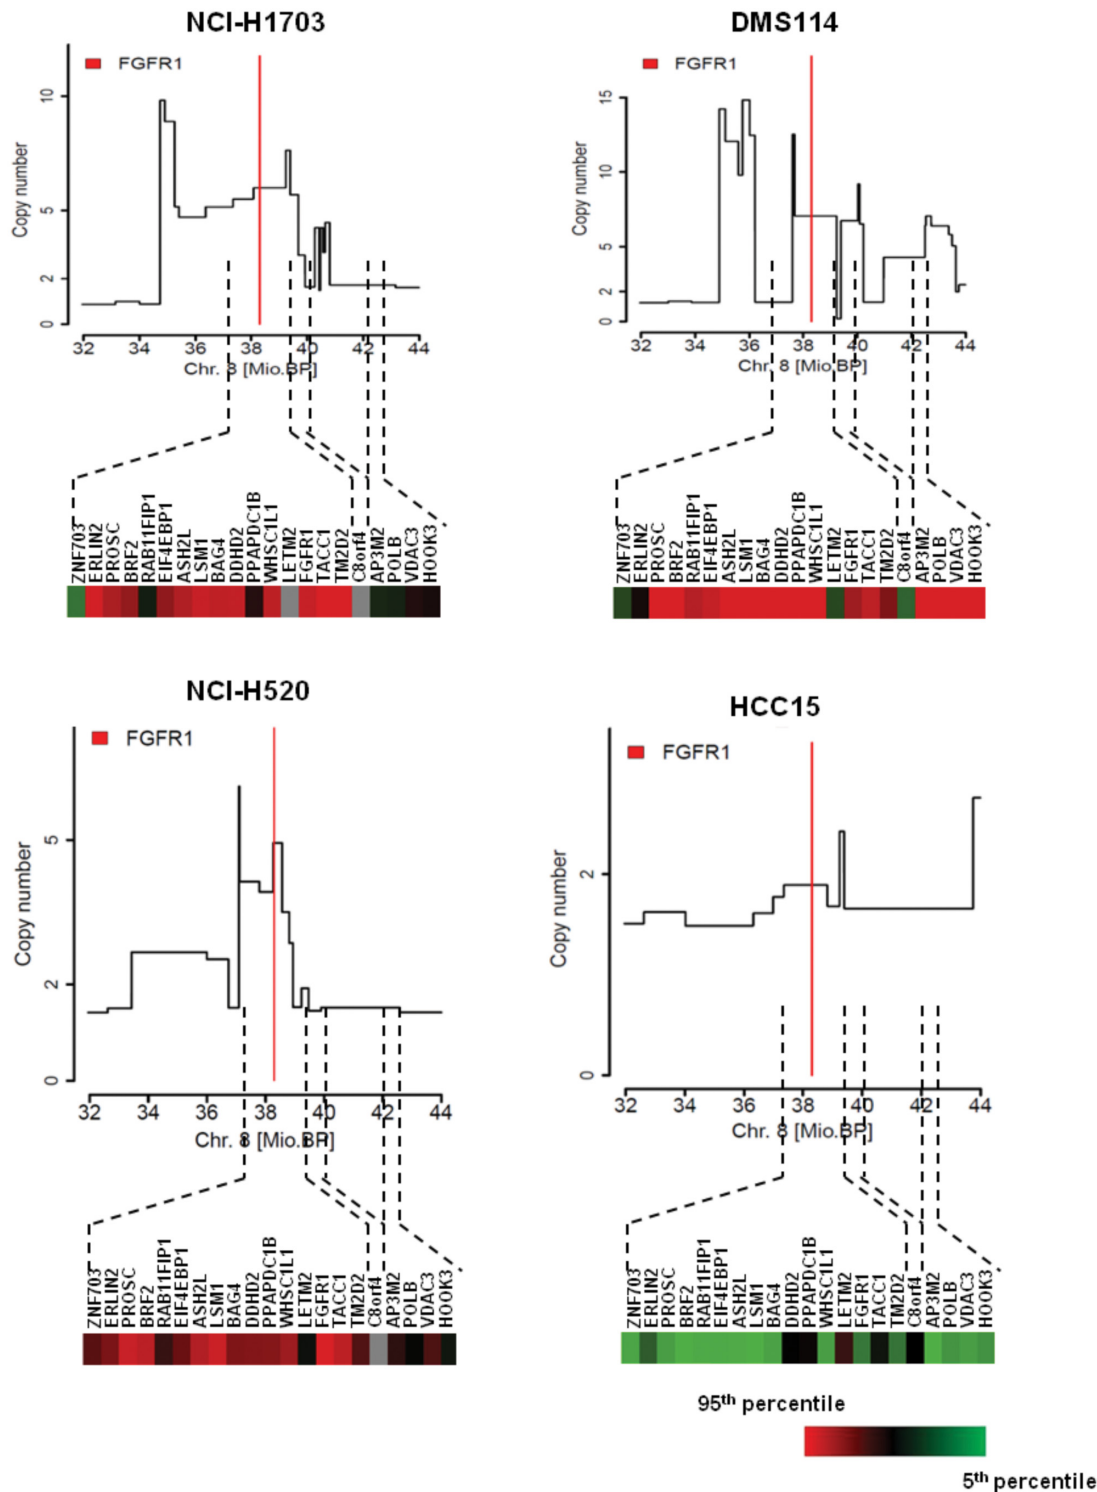 NCI-H1703
FGFR1
Copy number
10
5
2
0
32 34 36 38 40 42 44
Chr. 8 [Mio.BP]
ZNF703 ERLIN2 PROSC BRF2 RAB11FIP1 EIF4EBP1 ASH2L LSM1 BAG4 DDHD2 PPAPDC1B WHSC1L1 LETM2 FGFR1 TACC1 TM2D2 C8orf4 AP3M2 POLB VDAC3 HOOK3
DMS114
FGFR1
Copy number
15
10
5
2
0
32 34 36 38 40 42 44
Chr. 8 [Mio.BP]
ZNF703 ERLIN2 PROSC BRF2 RAB11FIP1 EIF4EBP1 ASH2L LSM1 BAG4 DDHD2 PPAPDC1B WHSC1L1 LETM2 FGFR1 TACC1 TM2D2 C8orf4 AP3M2 POLB VDAC3 HOOK3
NCI-H520
FGFR1
Copy number
5
2
0
32 34 36 38 40 42 44
Chr. 8 [Mio.BP]
ZNF703 ERLIN2 PROSC BRF2 RAB11FIP1 EIF4EBP1 ASH2L LSM1 BAG4 DDHD2 PPAPDC1B WHSC1L1 LETM2 FGFR1 TACC1 TM2D2 C8orf4 AP3M2 POLB VDAC3 HOOK3
HCC15
FGFR1
Copy number
2
0
32 34 36 38 40 42 44
Chr. 8 [Mio.BP]
ZNF703 ERLIN2 PROSC BRF2 RAB11FIP1 EIF4EBP1 ASH2L LSM1 BAG4 DDHD2 PPAPDC1B WHSC1L1 LETM2 FGFR1 TACC1 TM2D2 C8orf4 AP3M2 POLB VDAC3 HOOK3
95th percentile
5th percentile